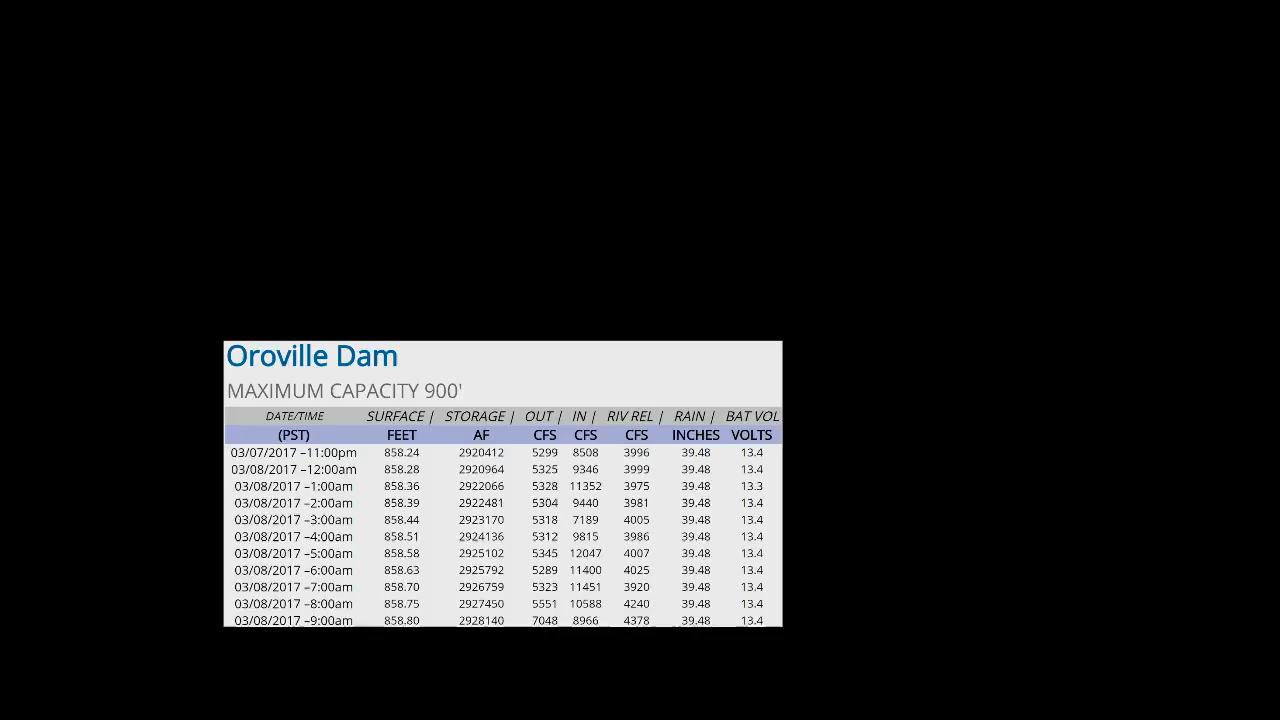 Oroville Dam
MAXIMUM CAPACITY 900'
DATE/TIME SURFACE | STORAGE | OUT | IN | RIV REL | RAIN | BAT VOL
(PST) FEET AF CFS CFS CFS INCHES VOLTS
03/07/2017 –11:00pm 858.24 2920412 5299 8508 3996 39.48 13.4
03/08/2017 –12:00am 858.28 2920964 5325 9346 3999 39.48 13.4
03/08/2017 –1:00am 858.36 2922066 5328 11352 3975 39.48 13.3
03/08/2017 –2:00am 858.39 2922481 5304 9440 3981 39.48 13.4
03/08/2017 –3:00am 858.44 2923170 5318 7189 4005 39.48 13.4
03/08/2017 –4:00am 858.51 2924136 5312 9815 3986 39.48 13.4
03/08/2017 –5:00am 858.58 2925102 5345 12047 4007 39.48 13.4
03/08/2017 –6:00am 858.63 2925792 5289 11400 4025 39.48 13.4
03/08/2017 –7:00am 858.70 2926759 5323 11451 3920 39.48 13.4
03/08/2017 –8:00am 858.75 2927450 5551 10588 4240 39.48 13.4
03/08/2017 –9:00am 858.80 2928140 7048 8966 4378 39.48 13.4